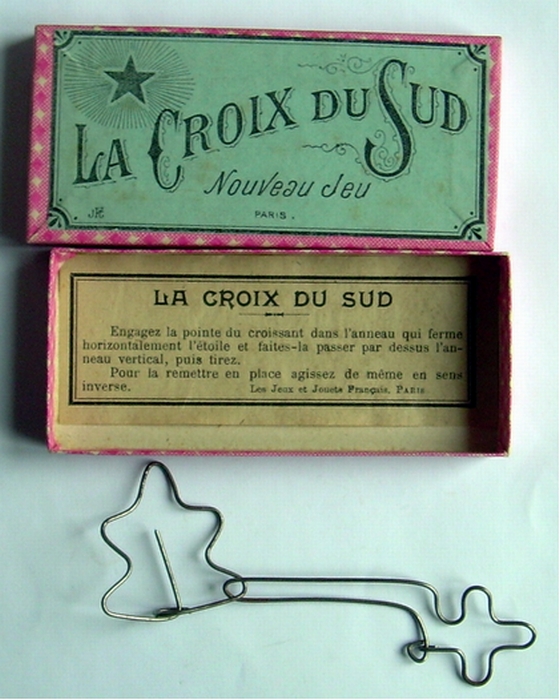 LA CROIX DU SUD
Nouveau Jeu
PARIS.
LA CROIX DU SUD
Engagez la pointe du croissant dans l'anneau qui ferme
horizontalement l'étoile et faites-la passer par dessus l'an-
neau vertical, puis tirez.
Pour la remettre en place agissez de même en sens
inverse. Les Jeux et Jouets Français, PARIS